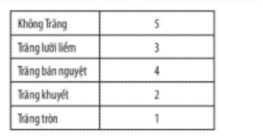 Không Trăng 5
Trăng lưỡi liềm 3
Trăng bán nguyệt 4
Trăng khuyết 2
Trăng tròn 1